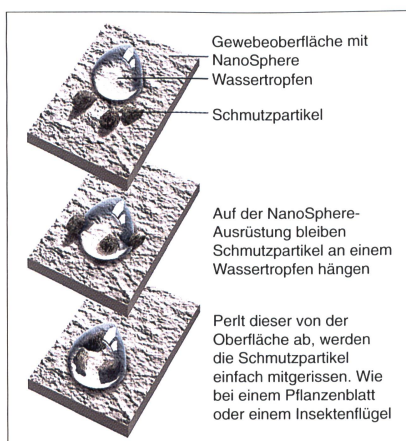 Gewebeoberfläche mit
NanoSphere
Wassertropfen
Schmutzpartikel
Auf der NanoSphere-
Ausrüstung bleiben
Schmutzpartikel an einem
Wassertropfen hängen
Perlt dieser von der
Oberfläche ab, werden
die Schmutzpartikel
einfach mitgerissen. Wie
bei einem Pflanzenblatt
oder einem Insektenflügel